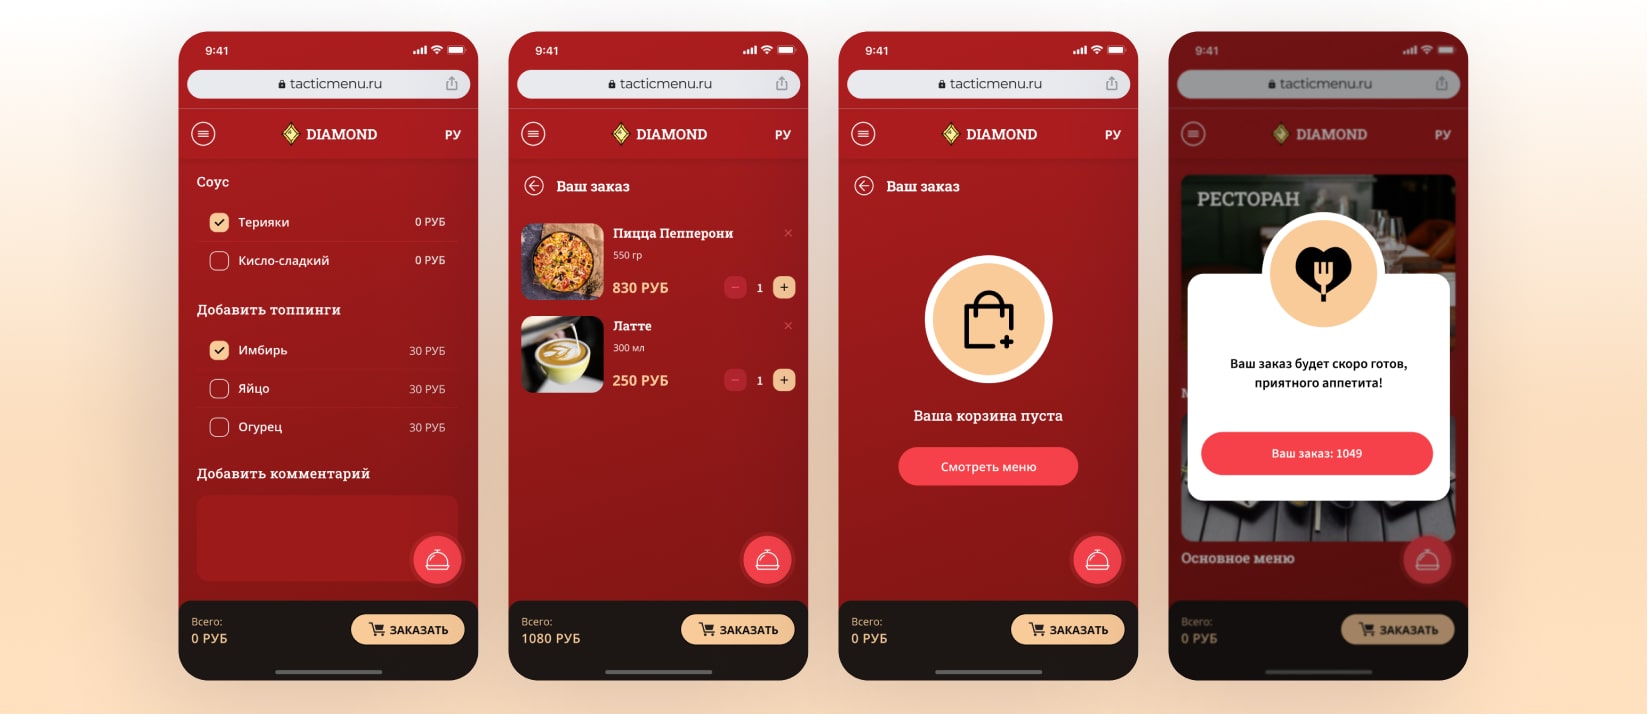 9:41
tacticmenu.ru
DIAMOND
РУ
Соус
Терияки 0 РУБ
Кисло-сладкий 0 РУБ
Добавить топпинги
Имбирь 30 РУБ
Яйцо 30 РУБ
Огурец 30 РУБ
Добавить комментарий
Всего:
0 РУБ
ЗАКАЗАТЬ
9:41
tacticmenu.ru
DIAMOND
РУ
Ваш заказ
Пицца Пепперони
550 гр
830 РУБ
1
Латте
300 мл
250 РУБ
1
Всего:
1080 РУБ
ЗАКАЗАТЬ
9:41
tacticmenu.ru
DIAMOND
РУ
Ваш заказ
Ваша корзина пуста
Смотреть меню
Всего:
0 РУБ
ЗАКАЗАТЬ
9:41
tacticmenu.ru
DIAMOND
РУ
РЕСТОРАН
Ваш заказ будет скоро готов,
приятного аппетита!
Ваш заказ: 1049
Основное меню
Всего:
0 РУБ
ЗАКАЗАТЬ